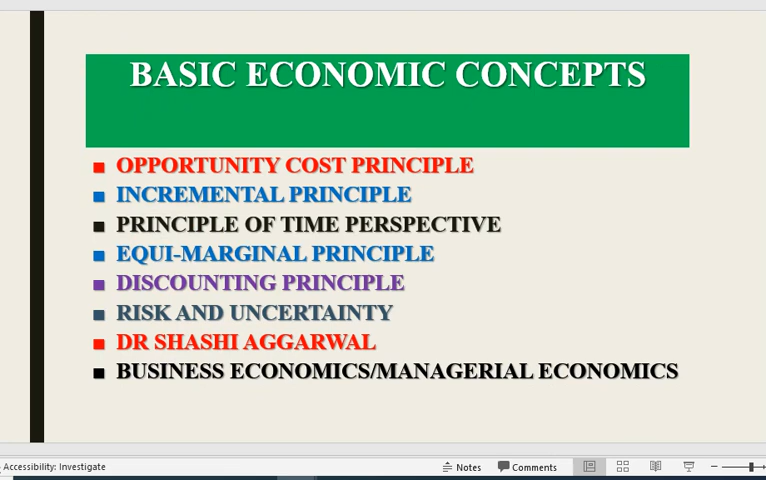 BASIC ECONOMIC CONCEPTS
OPPORTUNITY COST PRINCIPLE
INCREMENTAL PRINCIPLE
PRINCIPLE OF TIME PERSPECTIVE
EQUI-MARGINAL PRINCIPLE
DISCOUNTING PRINCIPLE
RISK AND UNCERTAINTY
DR SHASHI AGGARWAL
BUSINESS ECONOMICS/MANAGERIAL ECONOMICS
Accessibility: Investigate Notes Comments